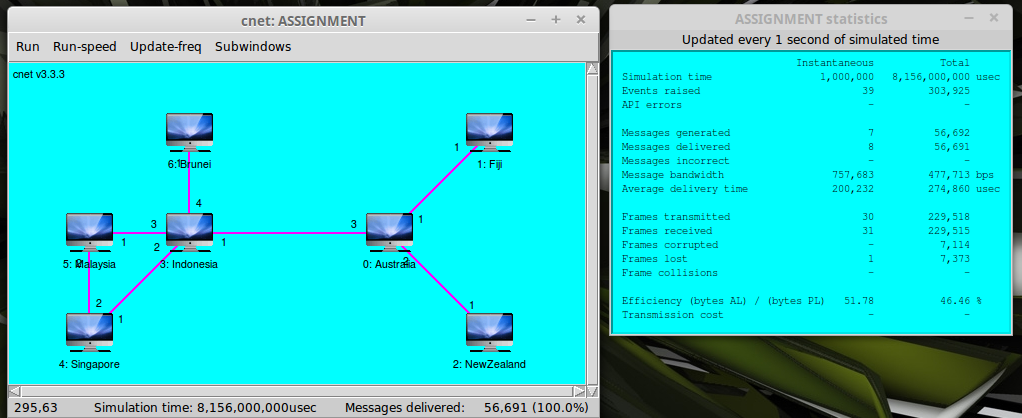 cnet: ASSIGNMENT
Run Run-speed Update-freq Subwindows
cnet v3.3.3
6: Brunei
1
4
1
1: Fiji
1
3
1
2
3: Indonesia
1
3
0: Australia
2
5: Malaysia
2
2
1
4: Singapore
1
2: NewZealand
295,63 Simulation time: 8,156,000,000usec Messages delivered: 56,691 (100.0%)
ASSIGNMENT statistics
Updated every 1 second of simulated time
Instantaneous Total
Simulation time 1,000,000 8,156,000,000 usec
Events raised 39 303,925
API errors - -
Messages generated 7 56,692
Messages delivered 8 56,691
Messages incorrect - -
Message bandwidth 757,683 477,713 bps
Average delivery time 200,232 274,860 usec
Frames transmitted 30 229,518
Frames received 31 229,515
Frames corrupted - 7,114
Frames lost 1 7,373
Frame collisions - -
Efficiency (bytes AL) / (bytes PL) 51.78 46.46 %
Transmission cost - -